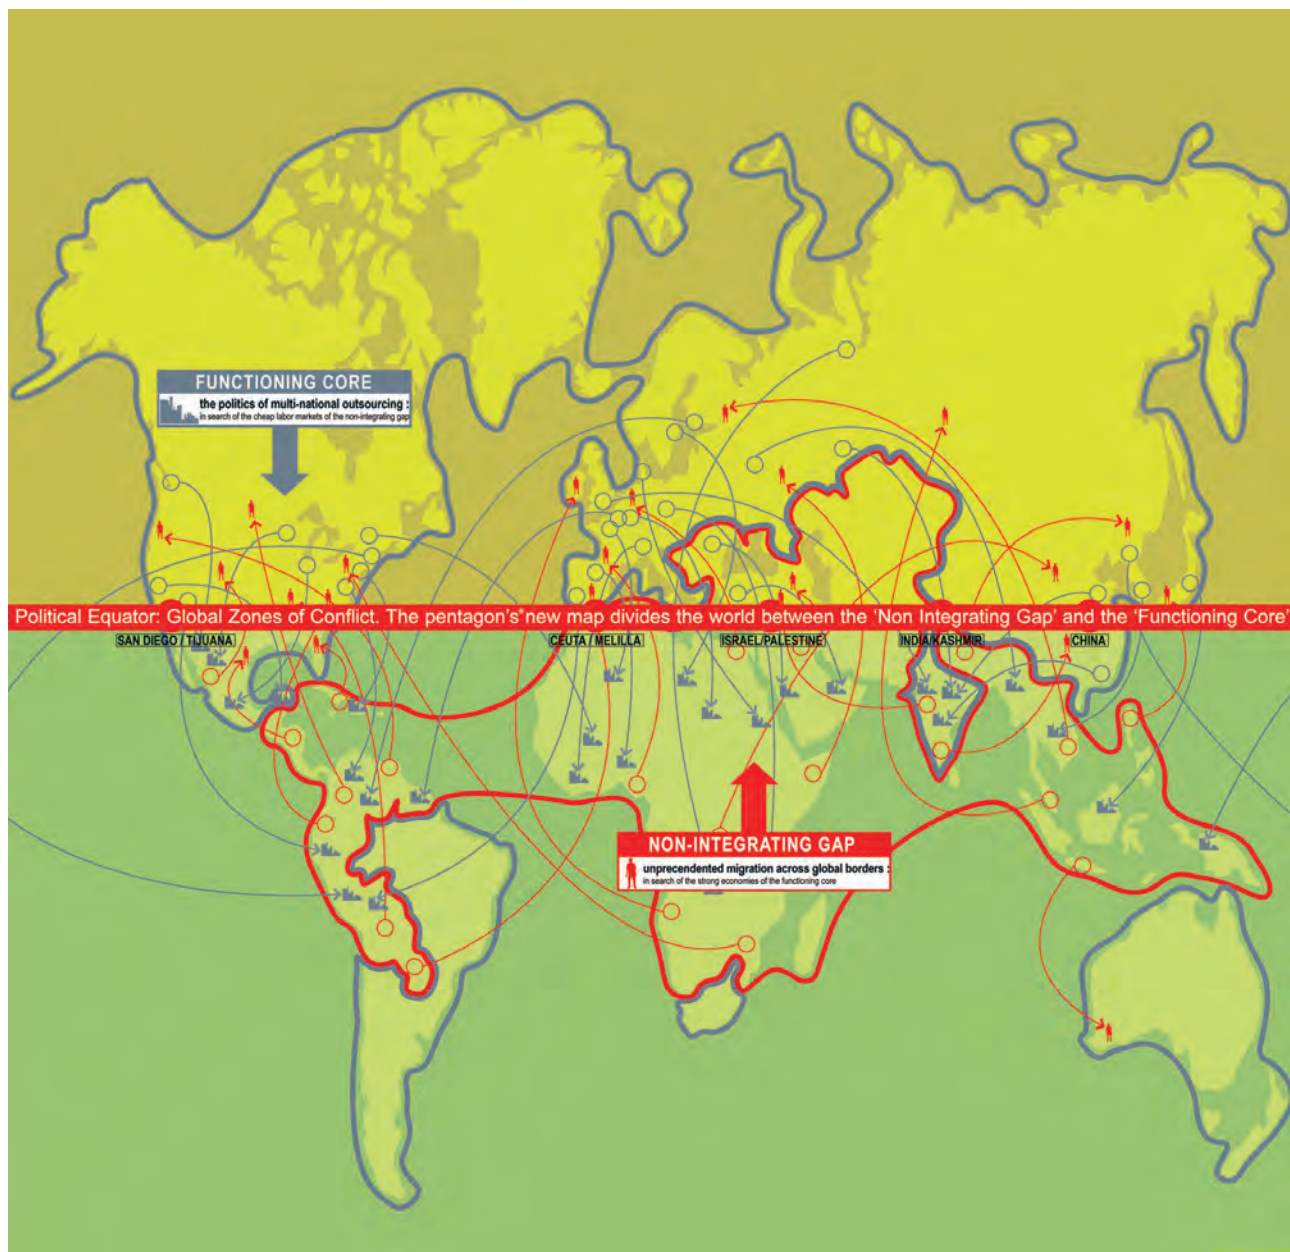 FUNCTIONING CORE
the politics of multi-national outsourcing :
in search of the cheap labor markets of the non-integrating gap
Political Equator: Global Zones of Conflict. The pentagon's*new map divides the world between the 'Non Integrating Gap' and the 'Functioning Core'
SAN DIEGO / TIJUANA
CEUTA / MELILLA
ISRAEL/PALESTINE
INDIA/KASHMIR
CHINA
NON-INTEGRATING GAP
unprecendented migration across global borders :
in search of the strong economies of the functioning core